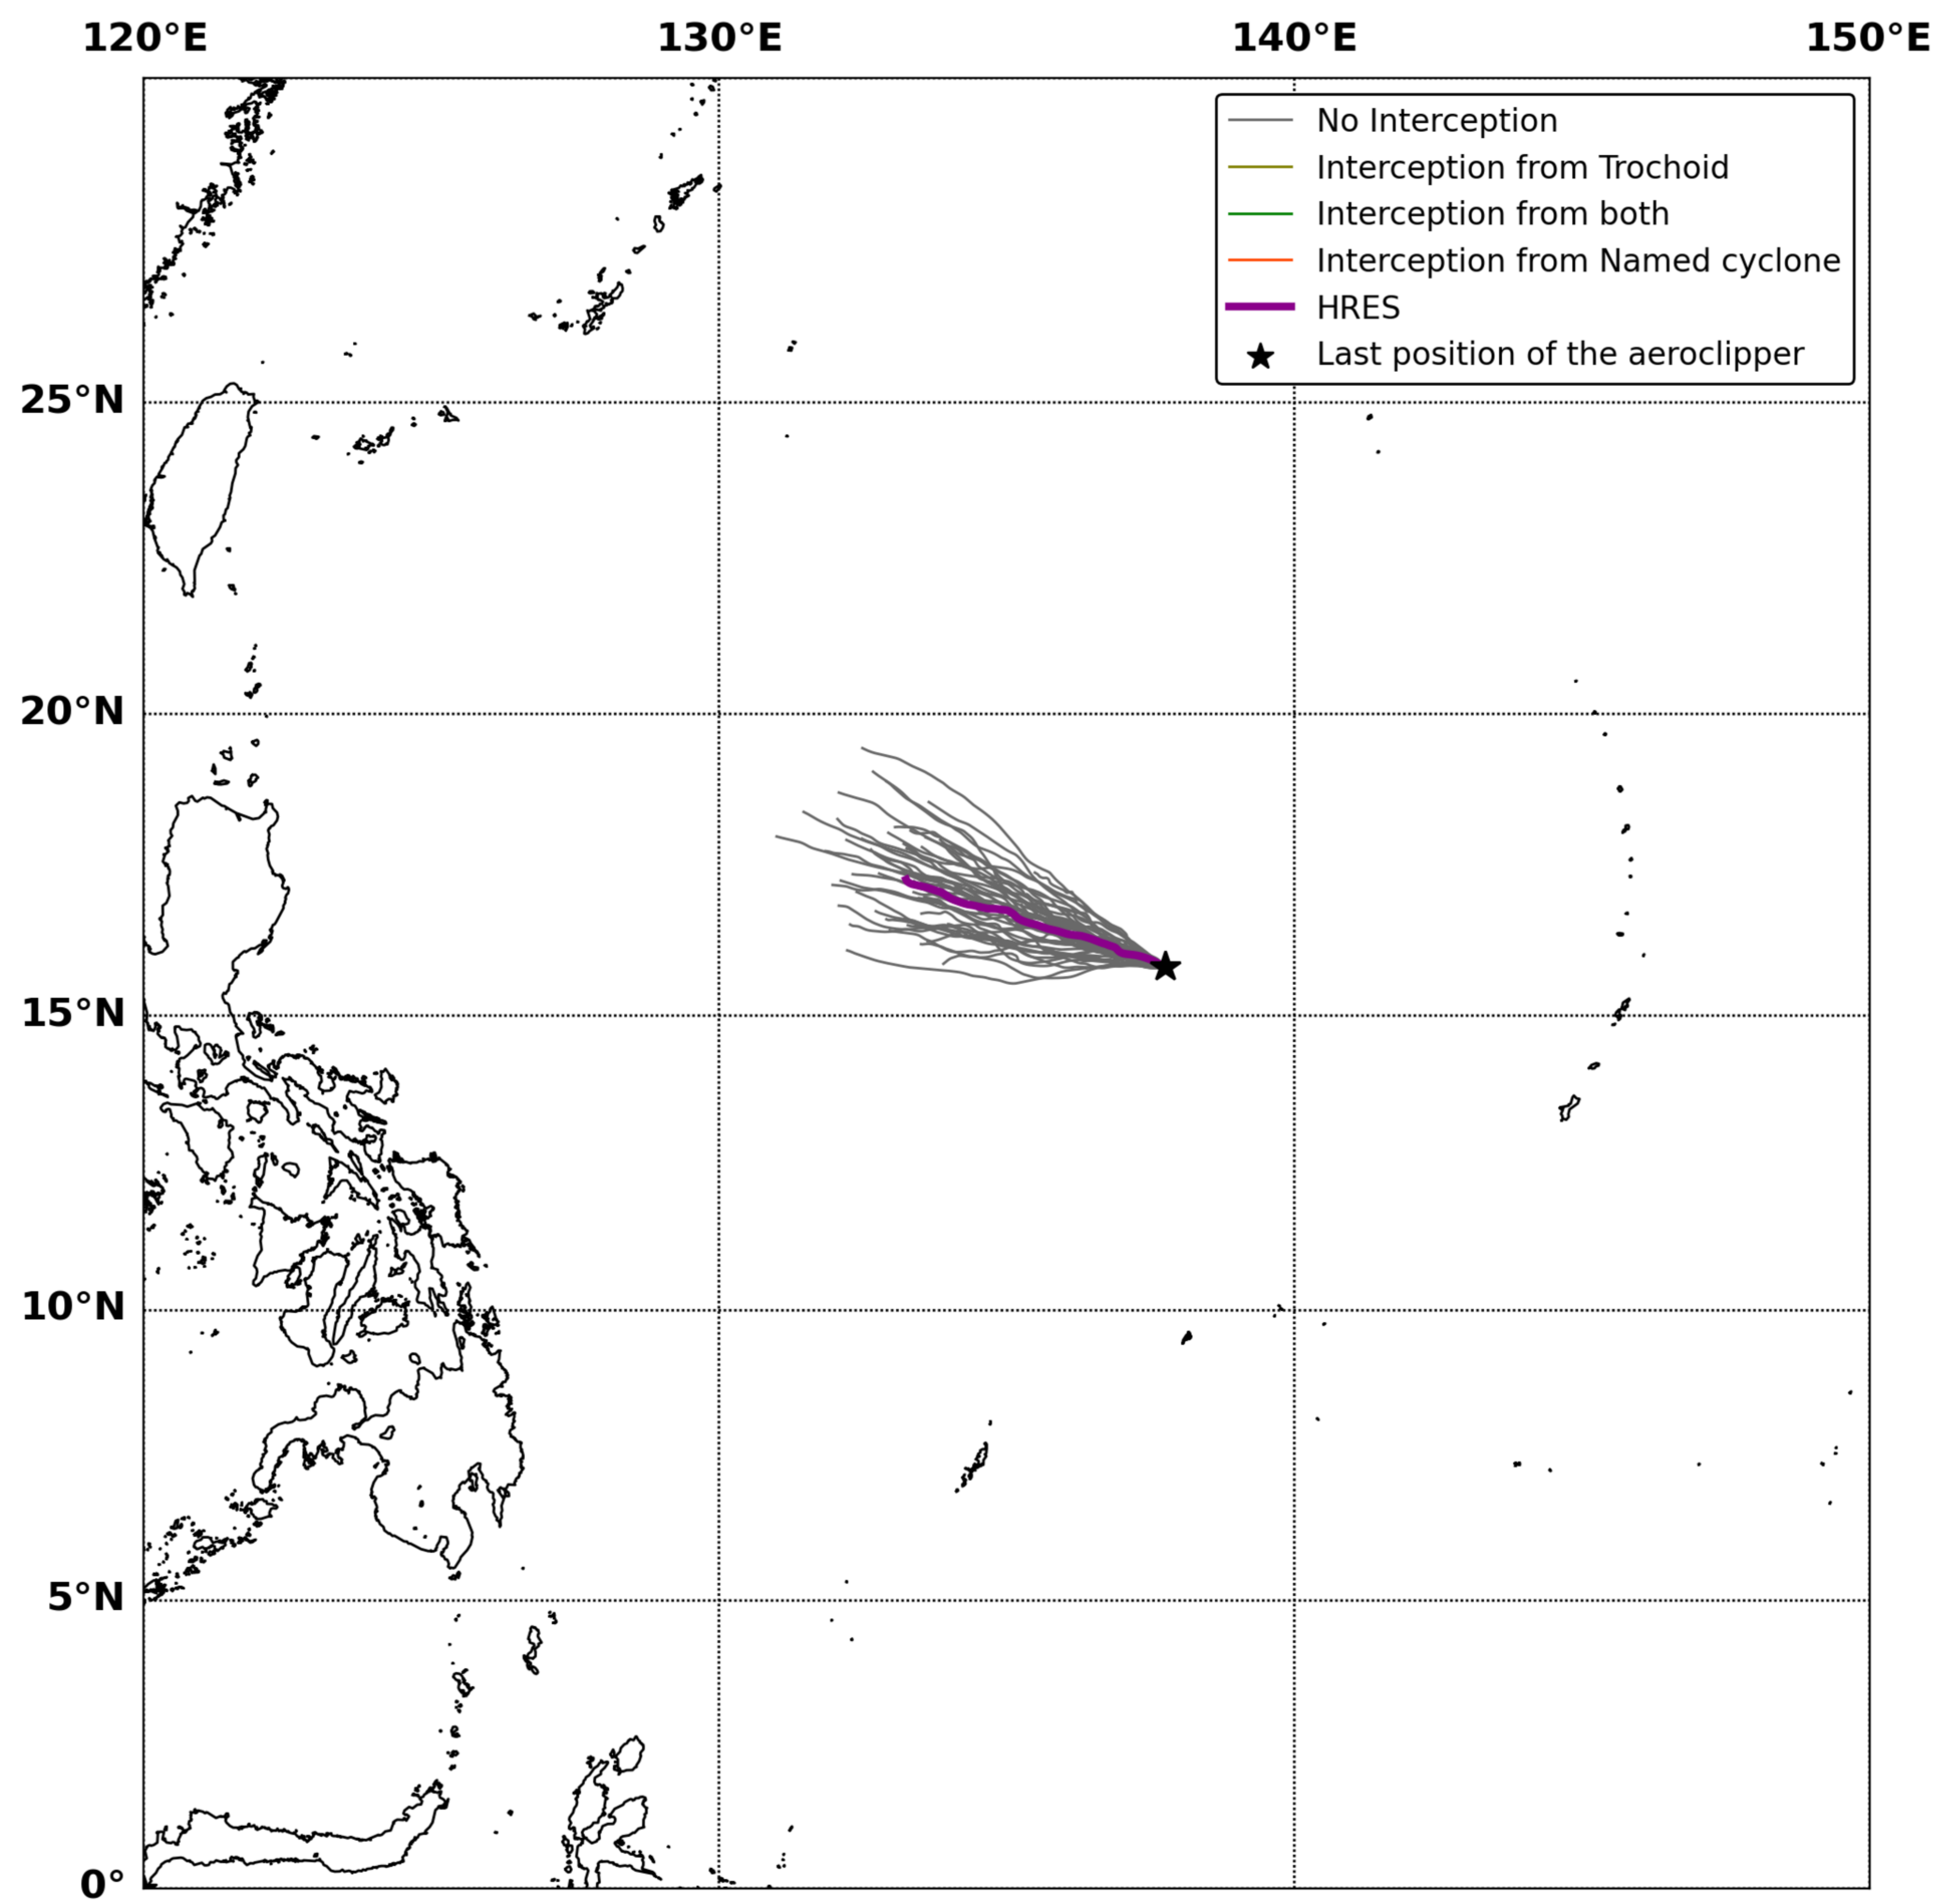 120°E 130°E 140°E 150°E
No Interception
Interception from Trochoid
Interception from both
Interception from Named cyclone
HRES
Last position of the aeroclipper
25°N
20°N
15°N
10°N
5°N
0°